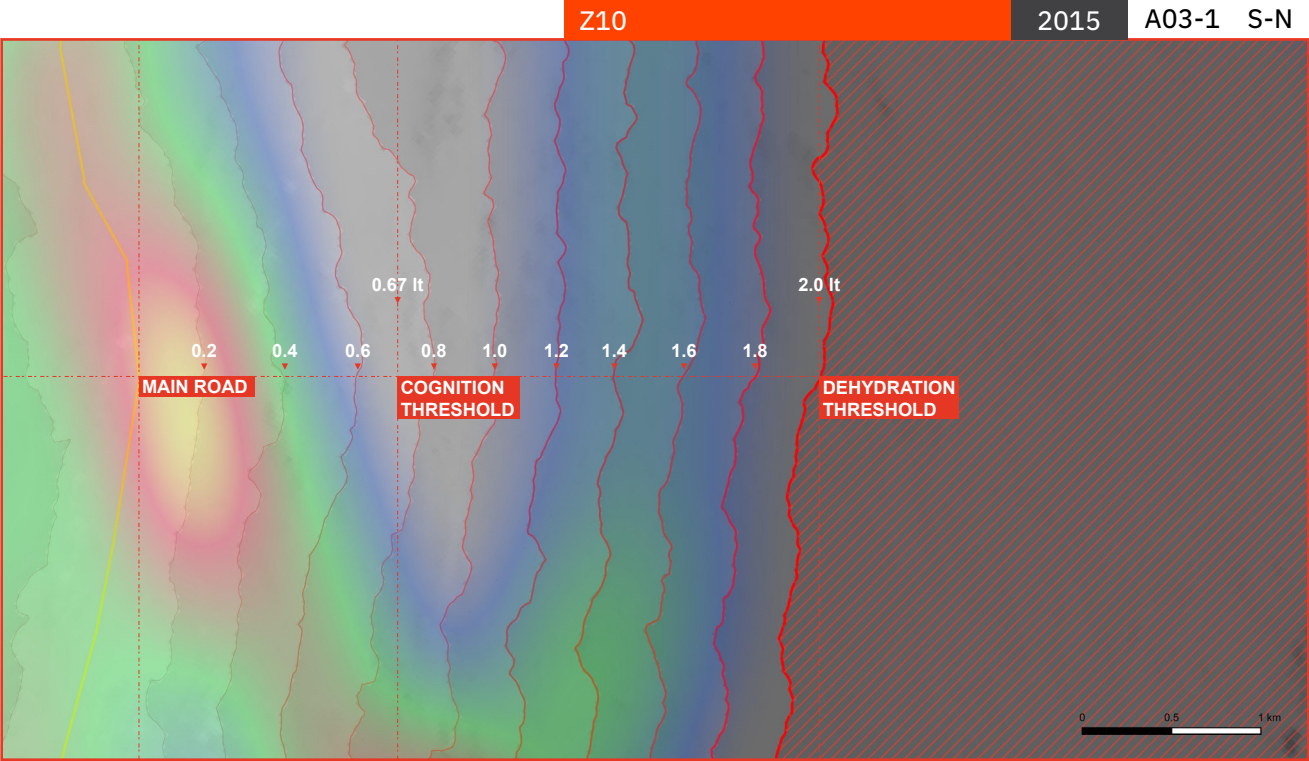 Z10
2015
A03-1 S-N
0.67 lt
2.0 lt
0.2
0.4
0.6
0.8
1.0
1.2
1.4
1.6
1.8
MAIN ROAD
COGNITION
THRESHOLD
DEHYDRATION
THRESHOLD
0
0.5
1 km